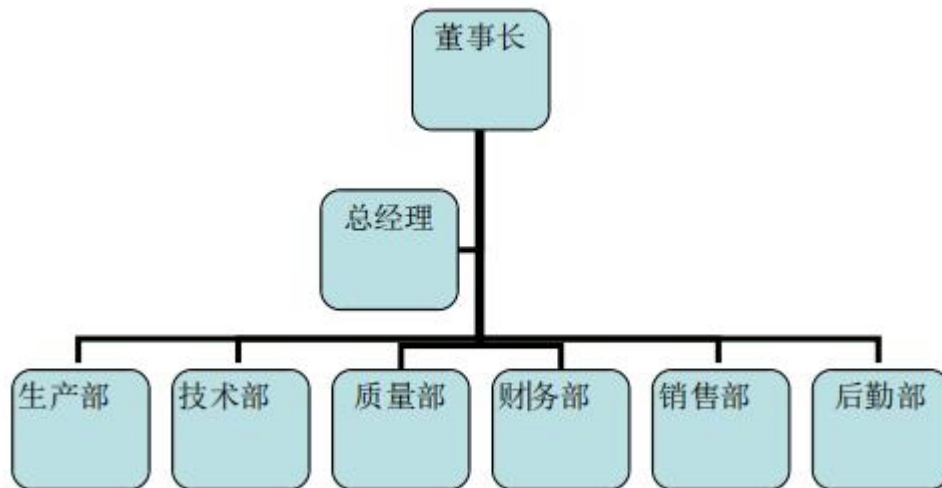 董事长
总经理
生产部
技术部
质量部
财务部
销售部
后勤部